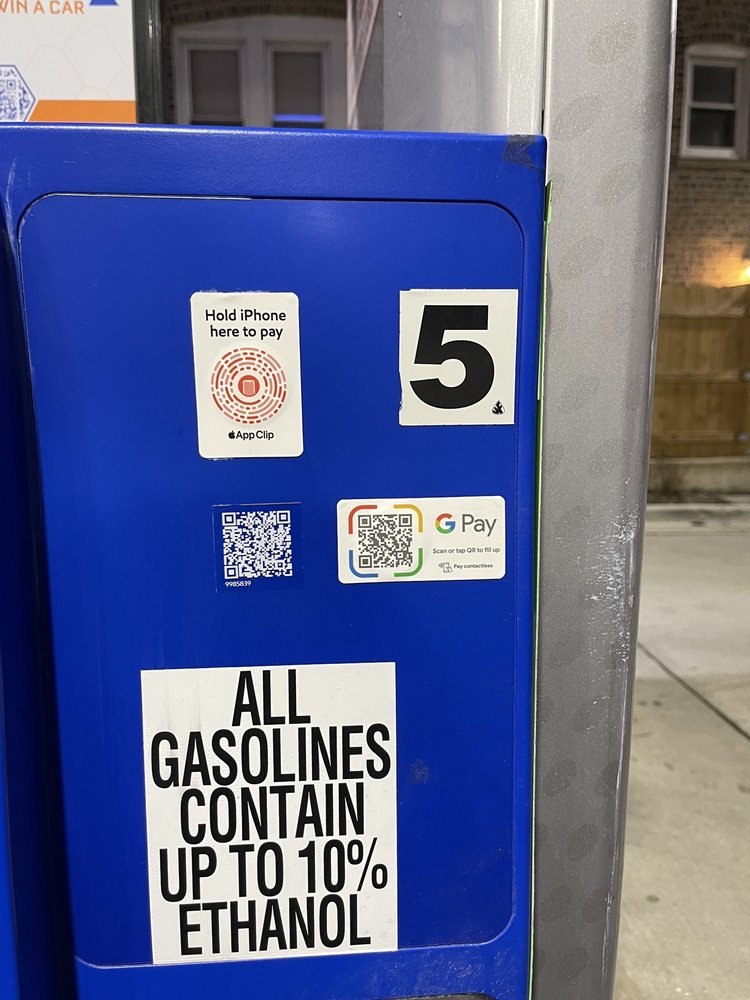 WIN A CAR
Hold iPhone
here to pay
App Clip
5
9985839
G Pay
Scan or tap QR to fill up
Pay contactless
ALL
GASOLINES
CONTAIN
UP TO 10%
ETHANOL